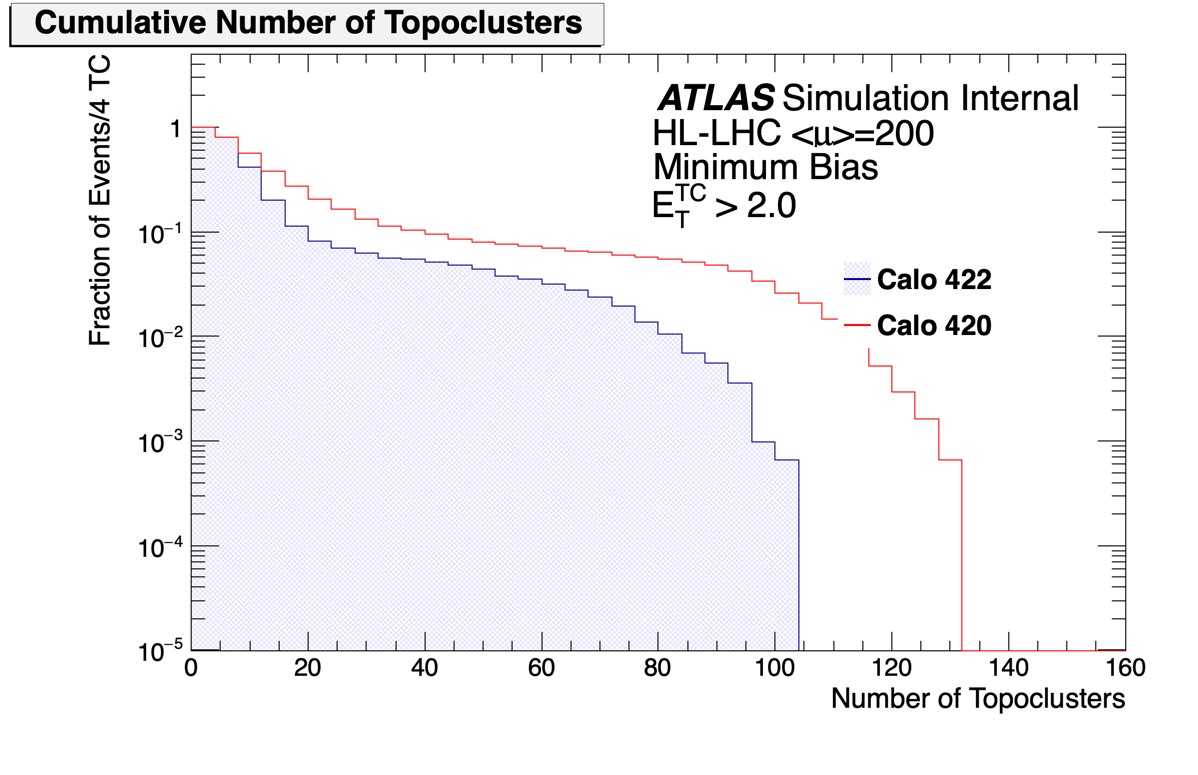 Cumulative Number of Topoclusters
Fraction of Events/4 TC
ATLAS Simulation Internal
HL-LHC <μ>=200
Minimum Bias
E_T^TC > 2.0
Calo 422
Calo 420
1
10^−1
10^−2
10^−3
10^−4
10^−5
0 20 40 60 80 100 120 140 160
Number of Topoclusters